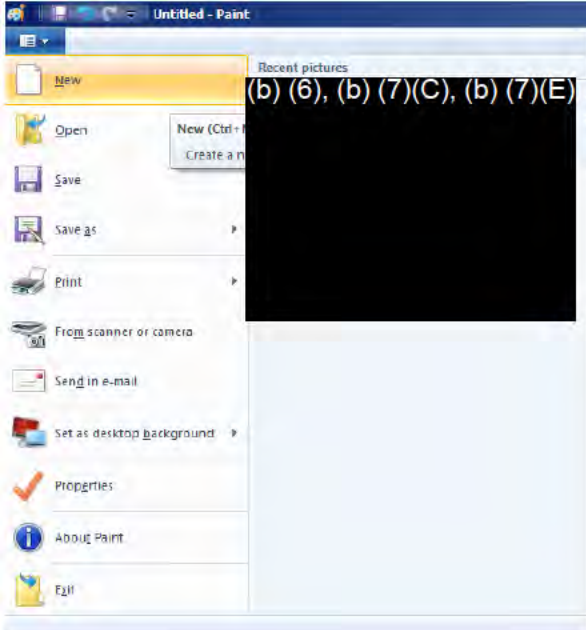 Untitled - Paint
Recent pictures
(b) (6), (b) (7)(C), (b) (7)(E)
New
Open
New (Ctrl+
Create a n
Save
Save as
Print
From scanner or camera
Send in e-mail
Set as desktop background
Properties
About Paint
Exit